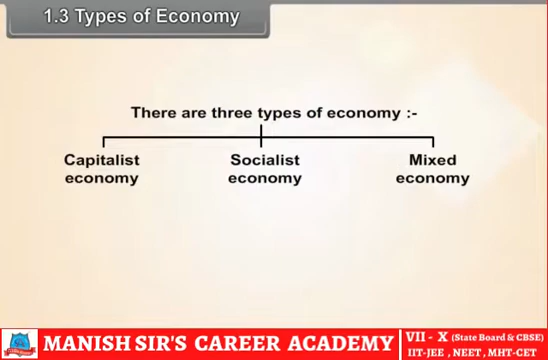 1.3 Types of Economy
There are three types of economy :-
Capitalist economy
Socialist economy
Mixed economy
MANISH SIR'S CAREER ACADEMY
VII - X (State Board & CBSE)
IIT-JEE , NEET , MHT-CET